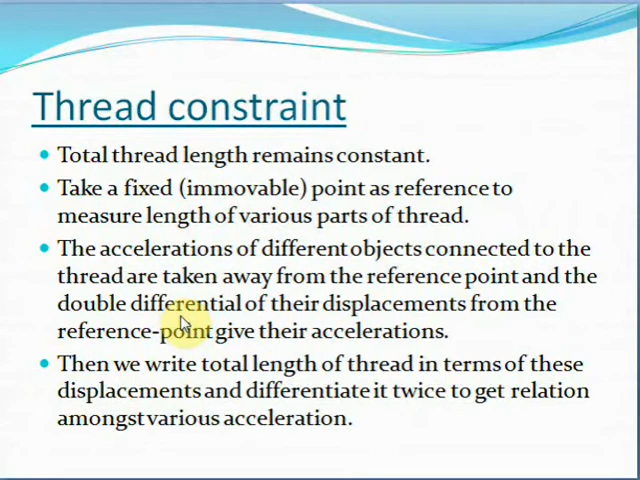 Thread constraint
• Total thread length remains constant.
• Take a fixed (immovable) point as reference to
measure length of various parts of thread.
• The accelerations of different objects connected to the
thread are taken away from the reference point and the
double differential of their displacements from the
reference-point give their accelerations.
• Then we write total length of thread in terms of these
displacements and differentiate it twice to get relation
amongst various acceleration.